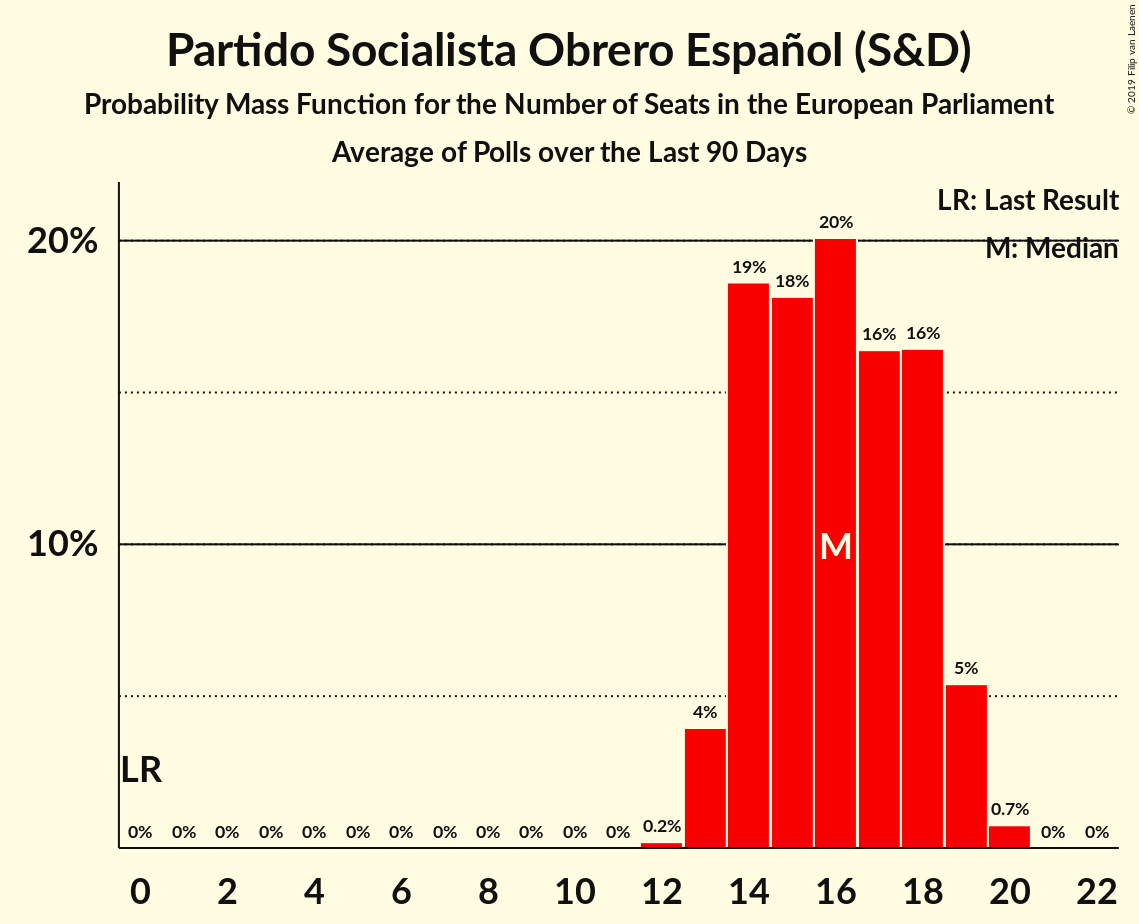 Partido Socialista Obrero Español (S&D)
Probability Mass Function for the Number of Seats in the European Parliament
Average of Polls over the Last 90 Days
© 2019 Filip van Laenen
LR: Last Result
M: Median
20%
10%
20%
19%
18%
16% 16%
M
5%
4%
LR
0% 0% 0% 0% 0% 0% 0% 0% 0% 0% 0% 0% 0.2% 0.7% 0% 0%
0 2 4 6 8 10 12 14 16 18 20 22